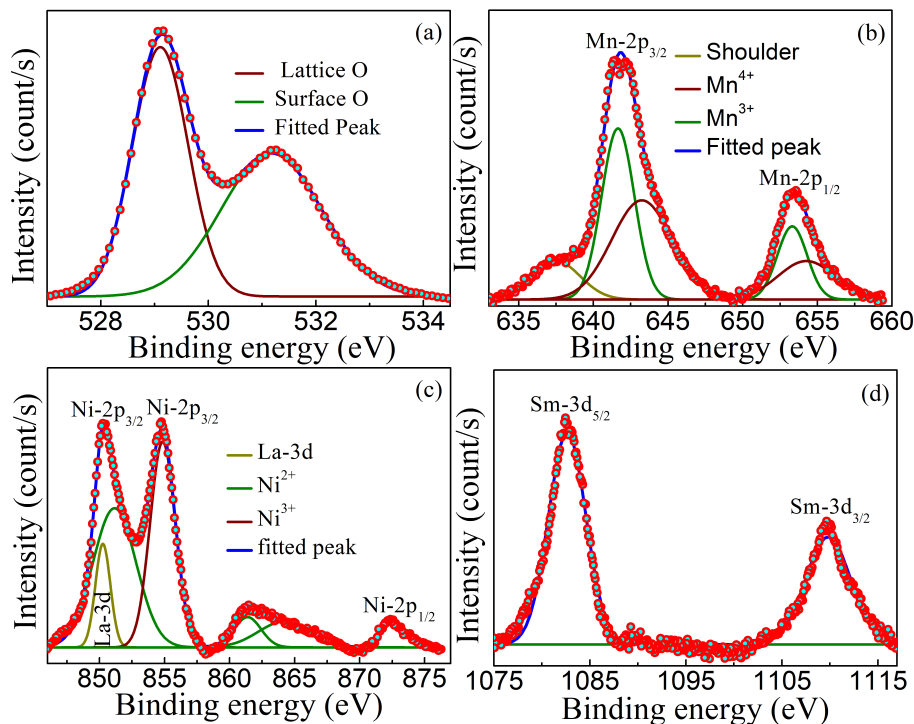 (a)
Lattice O
Surface O
Fitted Peak
Intensity (count/s)
528 530 532 534
Binding energy (eV)
(b)
Mn-2p3/2
Shoulder
Mn4+
Mn3+
Fitted peak
Mn-2p1/2
Intensity (count/s)
635 640 645 650 655 660
Binding energy (eV)
(c)
Ni-2p3/2 Ni-2p3/2
La-3d
Ni2+
Ni3+
fitted peak
La-3d
Ni-2p1/2
Intensity (count/s)
850 855 860 865 870 875
Binding energy (eV)
(d)
Sm-3d5/2
Sm-3d3/2
Intensity (count/s)
1075 1085 1095 1105 1115
Binding energy (eV)